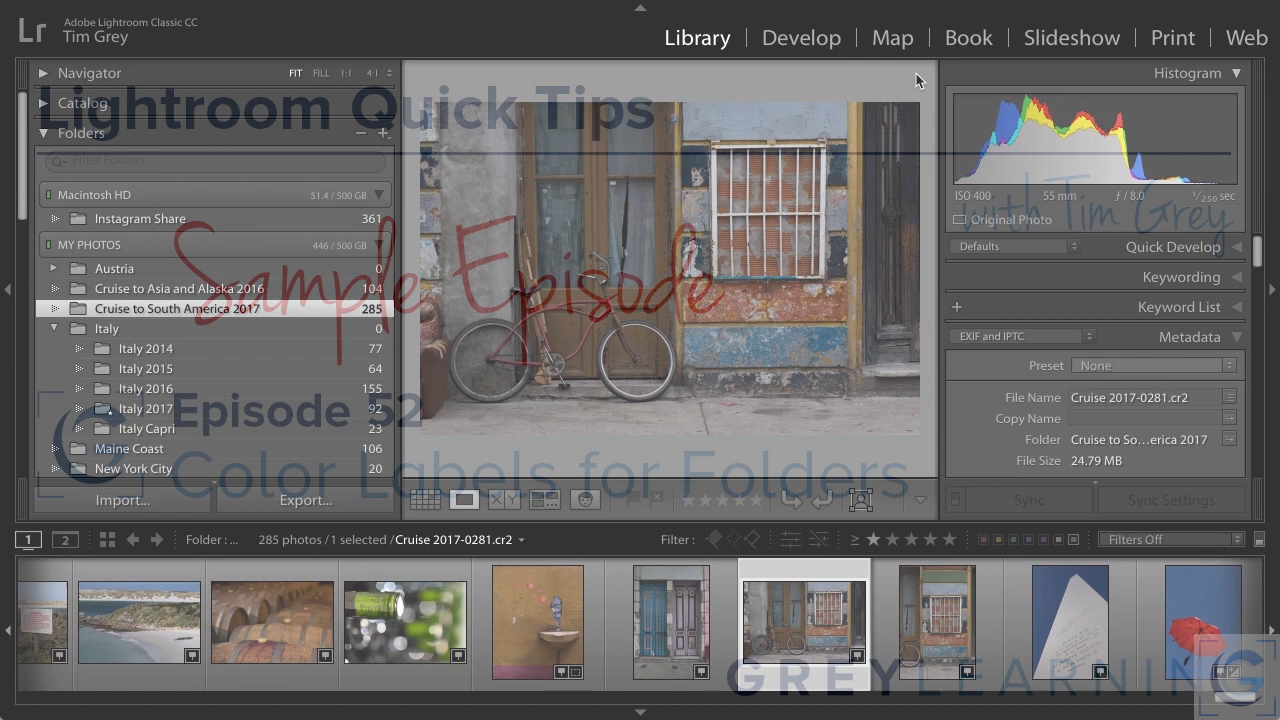 Lr
Adobe Lightroom Classic CC
Tim Grey
Library | Develop | Map | Book | Slideshow | Print | Web
Navigator FIT FILL 1:1 4:1
Catalog
Folders
Filter Folders
Macintosh HD 51.4 / 500 GB
Instagram Share 361
MY PHOTOS 446 / 500 GB
Austria 0
Cruise to Asia and Alaska 2016 104
Cruise to South America 2017 285
Italy 0
Italy 2014 77
Italy 2015 64
Italy 2016 155
Italy 2017 92
Italy Capri 23
Maine Coast 106
New York City 20
Import... Export...
Lightroom Quick Tips
with Tim Grey
Sample Episode
Episode 52
Color Labels for Folders
Histogram
ISO 400 55 mm ƒ / 8.0 1/250 sec
Original Photo
Defaults Quick Develop
Keywording
Keyword List
EXIF and IPTC Metadata
Preset None
File Name Cruise 2017-0281.cr2
Copy Name
Folder Cruise to So...erica 2017
File Size 24.79 MB
Sync Sync Settings
X Y
1 2 Folder : ... 285 photos / 1 selected / Cruise 2017-0281.cr2 Filter : ≥ Filters Off
GREYLEARNING
G